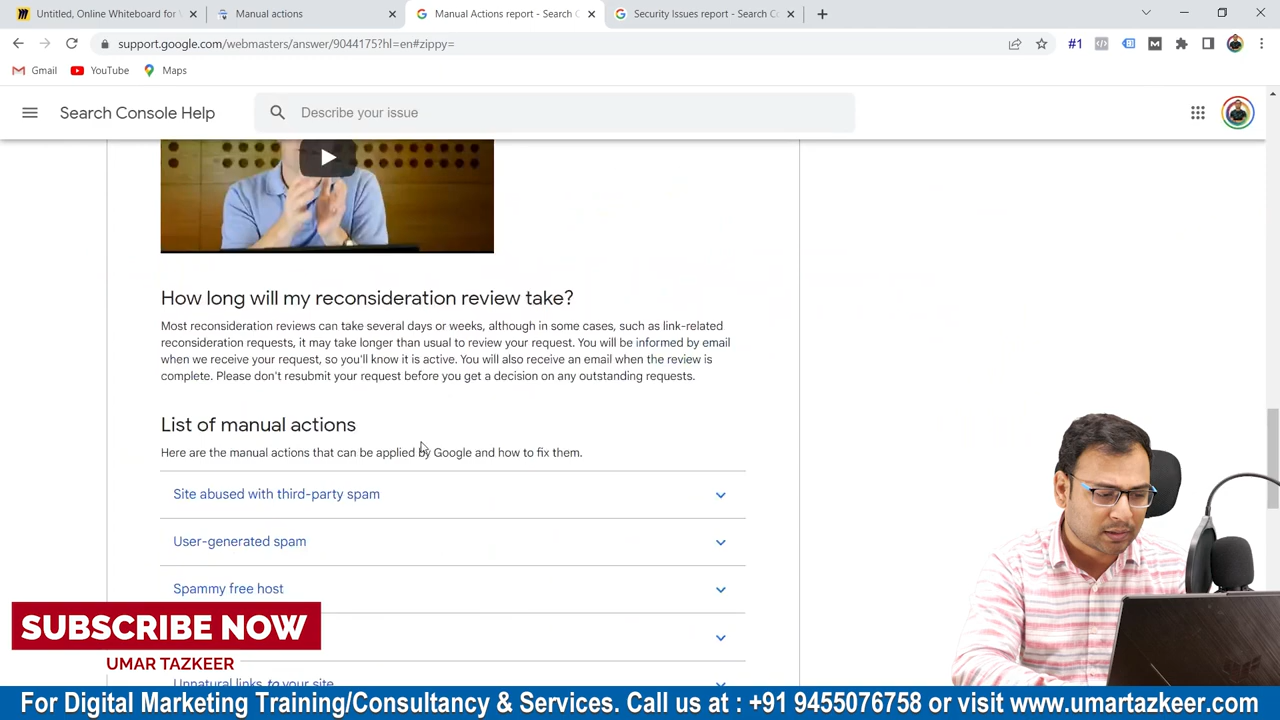 Untitled, Online Whiteboard for
Manual actions
Manual Actions report - Search C
Security Issues report - Search Co
support.google.com/webmasters/answer/9044175?hl=en#zippy=
#1
M
Gmail
YouTube
Maps
Search Console Help
Describe your issue
How long will my reconsideration review take?
Most reconsideration reviews can take several days or weeks, although in some cases, such as link-related
reconsideration requests, it may take longer than usual to review your request. You will be informed by email
when we receive your request, so you'll know it is active. You will also receive an email when the review is
complete. Please don't resubmit your request before you get a decision on any outstanding requests.
List of manual actions
Here are the manual actions that can be applied by Google and how to fix them.
Site abused with third-party spam
User-generated spam
Spammy free host
SUBSCRIBE NOW
UMAR TAZKEER
Unnatural links to your site
For Digital Marketing Training/Consultancy & Services. Call us at : +91 9455076758 or visit www.umartazkeer.com